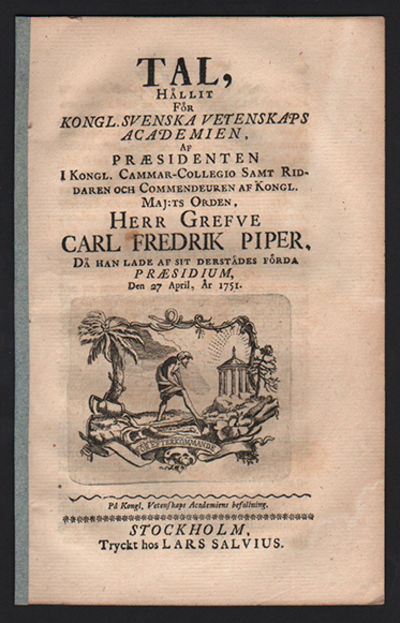 TAL,
HÅLLIT
FÖR
KONGL. SVENSKA VETENSKAPS
ACADEMIEN,
AF
PRÆSIDENTEN
I KONGL. CAMMAR-COLLEGIO SAMT RID-
DAREN OCH COMMENDEUREN AF KONGL.
MAJ:TS ORDEN,
HERR GREFVE
CARL FREDRIK PIPER,
DÅ HAN LADE AF SIT DERSTÄDES FÖRDA
PRÆSIDIUM,
Den 27 April, År 1751.
FÖR EFTERKOMMANDE
På Kongl. Vetenskaps Academiens befallning.
STOCKHOLM,
Tryckt hos LARS SALVIUS.